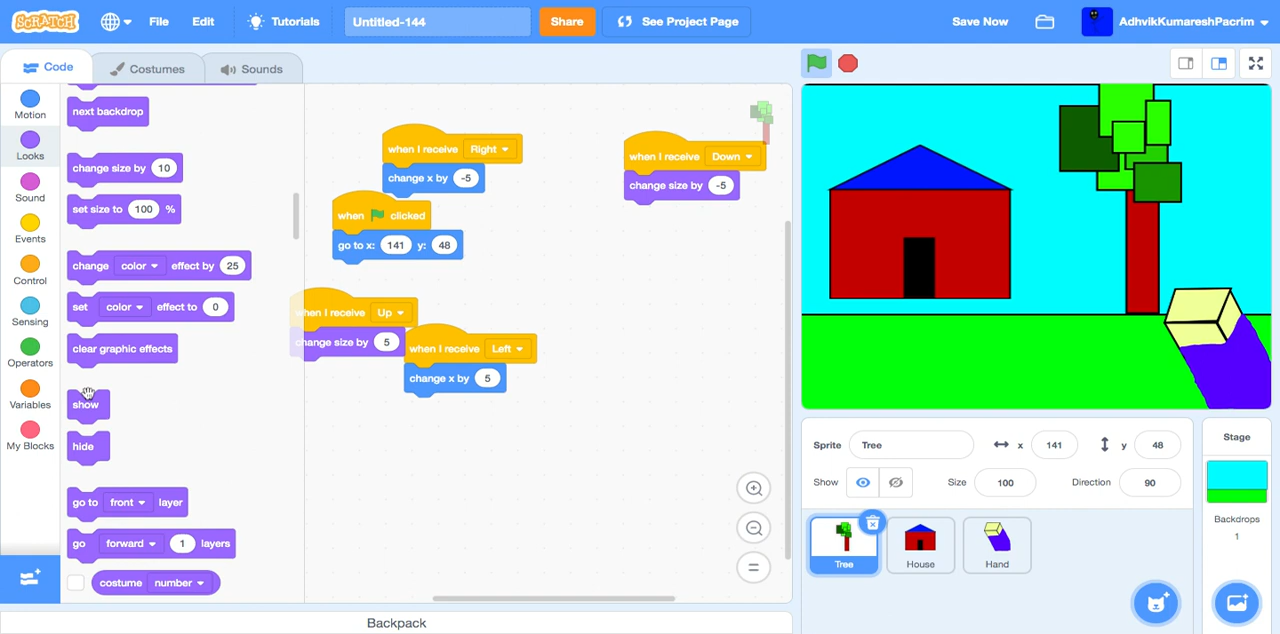 SCRATCH File Edit Tutorials Untitled-144 Share See Project Page Save Now AdhvikKumareshPacrim
Code Costumes Sounds
Motion
Looks
Sound
Events
Control
Sensing
Operators
Variables
My Blocks
next backdrop
change size by 10
set size to 100 %
change color effect by 25
set color effect to 0
clear graphic effects
show
hide
go to front layer
go forward 1 layers
costume number
when I receive Right
change x by -5
when clicked
go to x: 141 y: 48
when I receive Up
change size by 5
when I receive Left
change x by 5
when I receive Down
change size by -5
Backpack
Sprite Tree x 141 y 48
Show Size 100 Direction 90
Tree House Hand
Stage
Backdrops
1